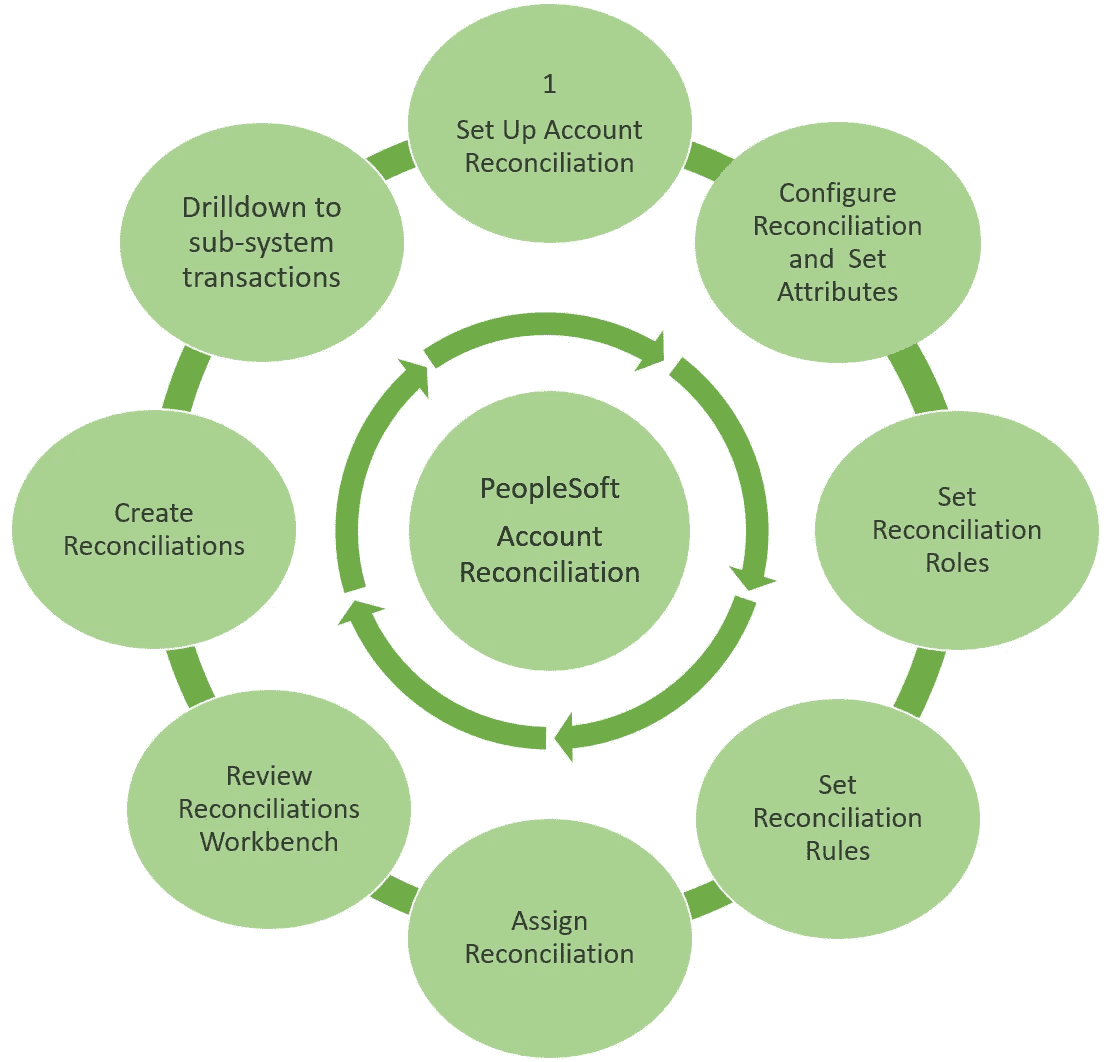 1
Set Up Account
Reconciliation
Configure
Reconciliation
and  Set
Attributes
Set
Reconciliation
Roles
Set
Reconciliation
Rules
Assign
Reconciliation
Review
Reconciliations
Workbench
Create
Reconciliations
Drilldown to
sub-system
transactions
PeopleSoft
Account
Reconciliation